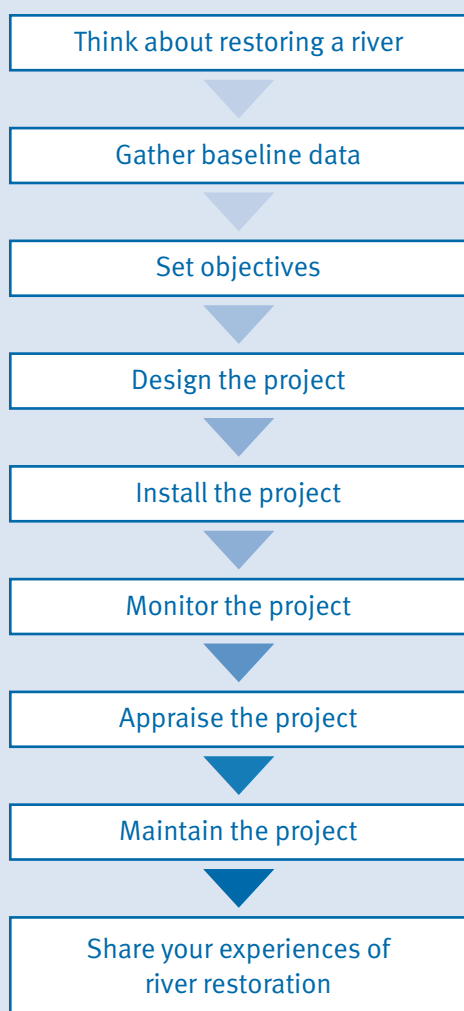 Think about restoring a river
Gather baseline data
Set objectives
Design the project
Install the project
Monitor the project
Appraise the project
Maintain the project
Share your experiences of
river restoration